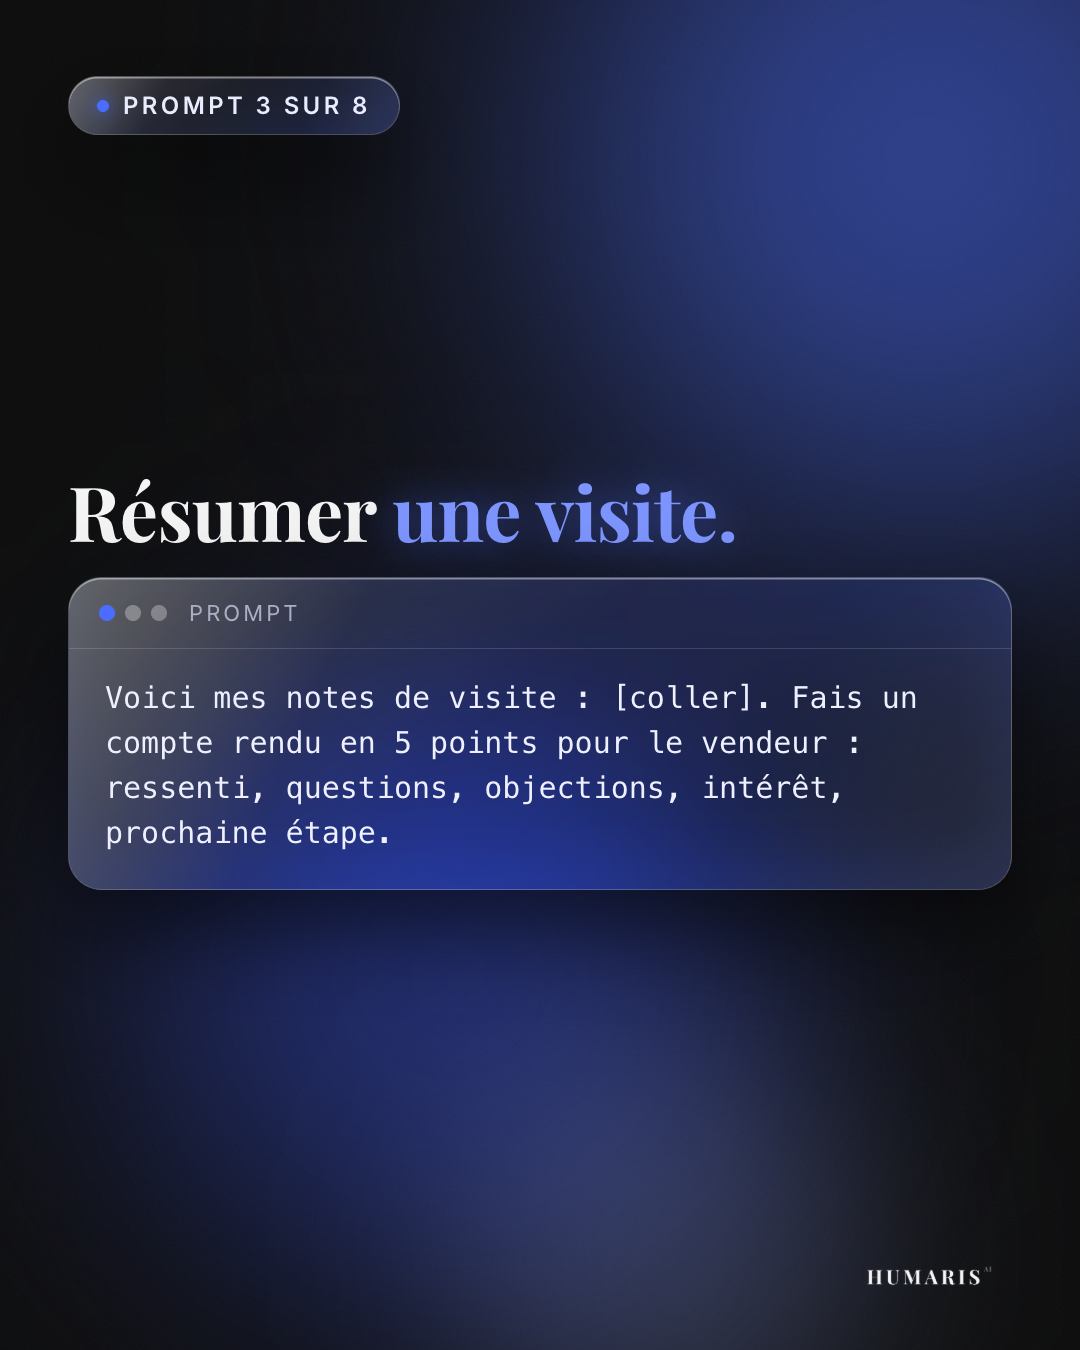 PROMPT 3 SUR 8
Résumer une visite.
PROMPT
Voici mes notes de visite : [coller]. Fais un
compte rendu en 5 points pour le vendeur :
ressenti, questions, objections, intérêt,
prochaine étape.
HUMARIS AI